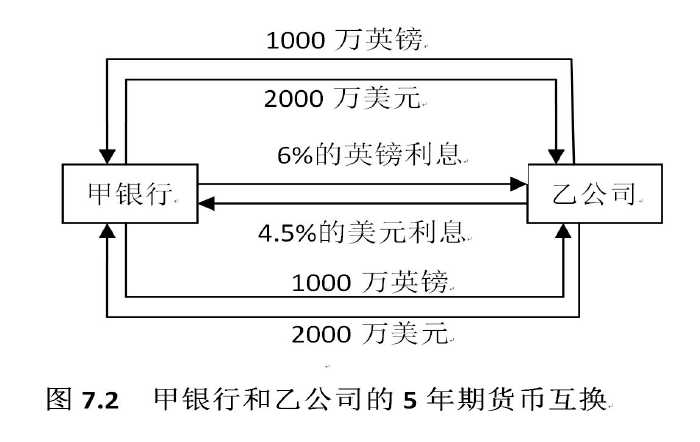 1000 万英镑
2000 万美元
6%的英镑利息
甲银行
乙公司
4.5%的美元利息
1000 万英镑
2000 万美元
图 7.2 甲银行和乙公司的 5 年期货币互换